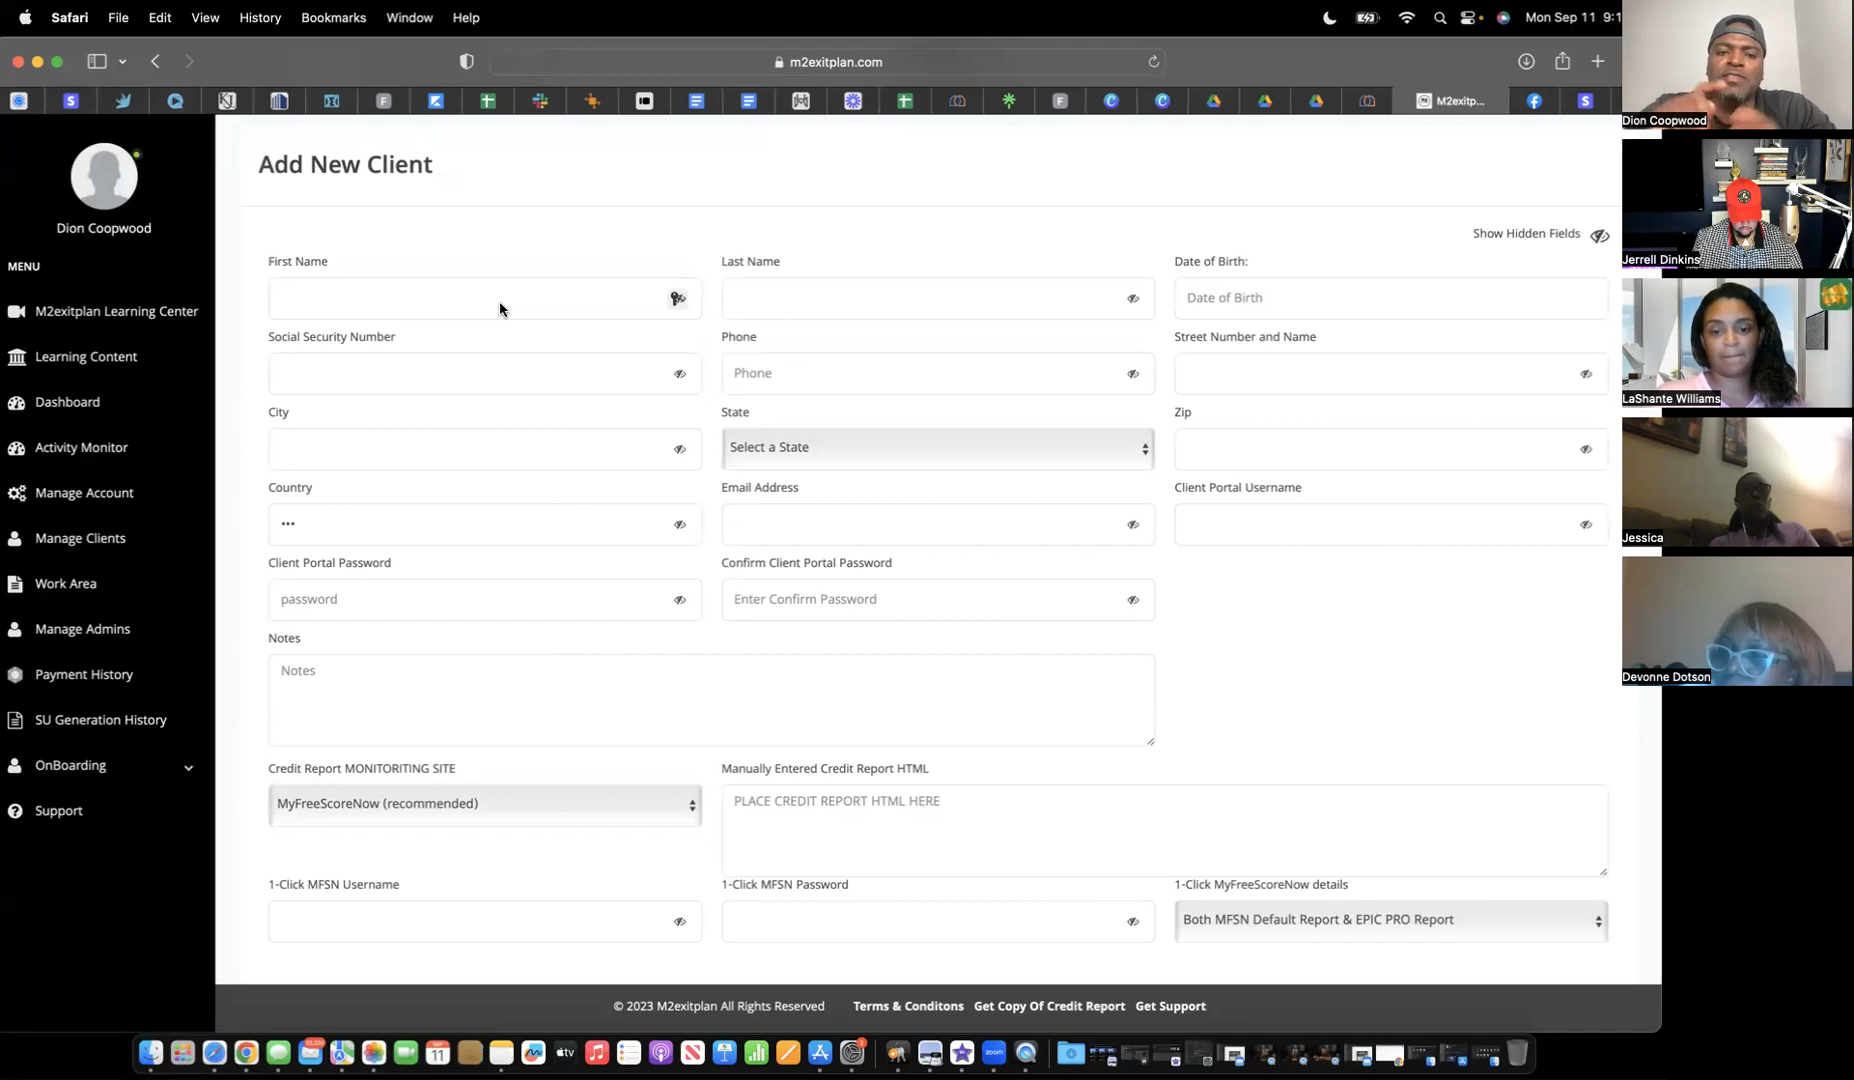 Safari File Edit View History Bookmarks Window Help
Mon Sep 11 9:1
m2exitplan.com
M2exitp...
Dion Coopwood
MENU
M2exitplan Learning Center
Learning Content
Dashboard
Activity Monitor
Manage Account
Manage Clients
Work Area
Manage Admins
Payment History
SU Generation History
OnBoarding
Support
Add New Client
Show Hidden Fields
First Name
Last Name
Date of Birth:
Date of Birth
Social Security Number
Phone
Street Number and Name
Phone
City
State
Zip
Select a State
Country
Email Address
Client Portal Username
•••
Client Portal Password
Confirm Client Portal Password
password
Enter Confirm Password
Notes
Notes
Credit Report MONITORITING SITE
Manually Entered Credit Report HTML
MyFreeScoreNow (recommended)
PLACE CREDIT REPORT HTML HERE
1-Click MFSN Username
1-Click MFSN Password
1-Click MyFreeScoreNow details
Both MFSN Default Report & EPIC PRO Report
© 2023 M2exitplan All Rights Reserved Terms & Conditons Get Copy Of Credit Report Get Support
Dion Coopwood
Jerrell Dinkins
LaShante Williams
Jessica
Devonne Dotson
11
tv
zoom